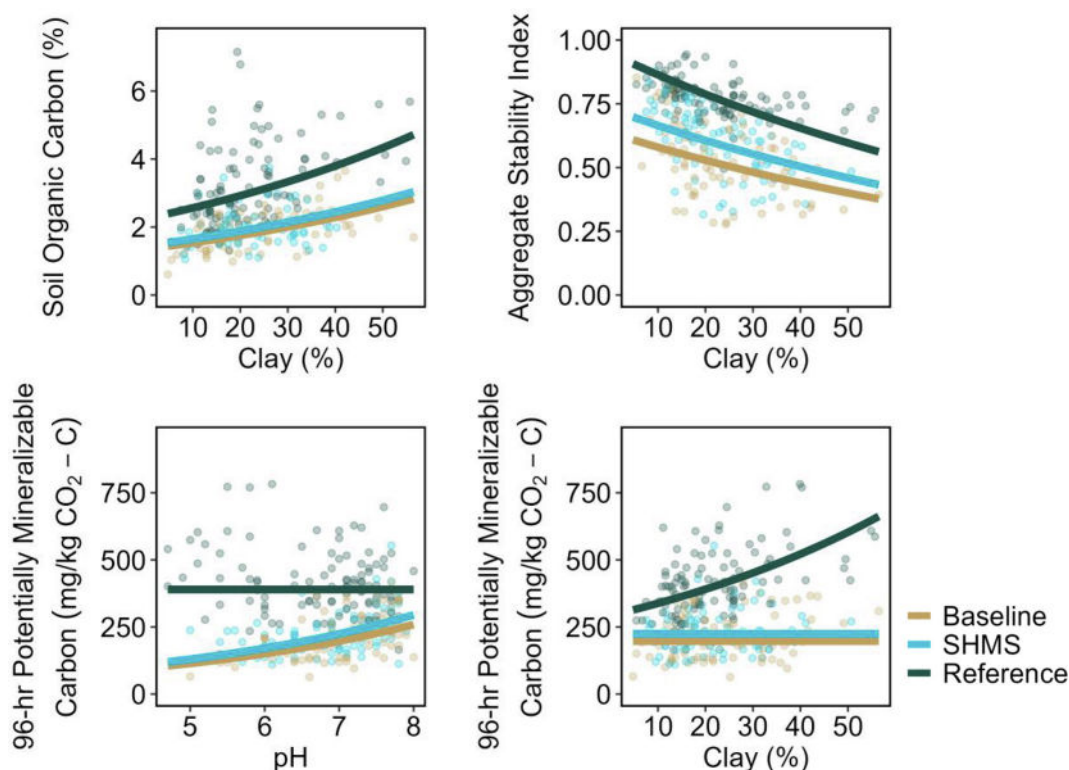 Soil Organic Carbon (%)
6
4
2
0
10 20 30 40 50
Clay (%)
Aggregate Stability Index
1.00
0.75
0.50
0.25
0.00
10 20 30 40 50
Clay (%)
96-hr Potentially Mineralizable
Carbon (mg/kg CO₂ – C)
750
500
250
0
5 6 7 8
pH
96-hr Potentially Mineralizable
Carbon (mg/kg CO₂ – C)
750
500
250
0
10 20 30 40 50
Clay (%)
Baseline
SHMS
Reference